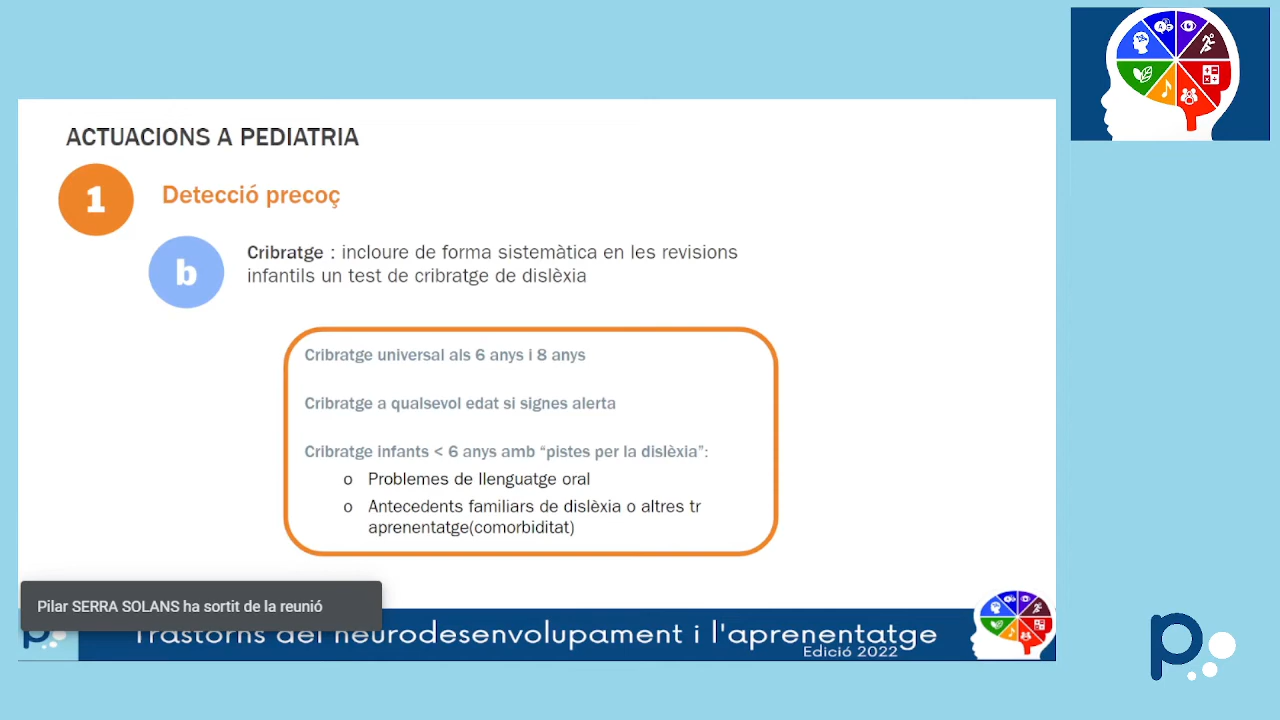 ACTUACIONS A PEDIATRIA
1
Detecció precoç
b
Cribratge : incloure de forma sistemàtica en les revisions
infantils un test de cribratge de dislèxia
Cribratge universal als 6 anys i 8 anys
Cribratge a qualsevol edat si signes alerta
Cribratge infants < 6 anys amb “pistes per la dislèxia”:
o Problemes de llenguatge oral
o Antecedents familiars de dislèxia o altres tr
aprenentatge(comorbiditat)
Pilar SERRA SOLANS ha sortit de la reunió
Trastorns del neurodesenvolupament i l'aprenentatge
Edició 2022
p
p